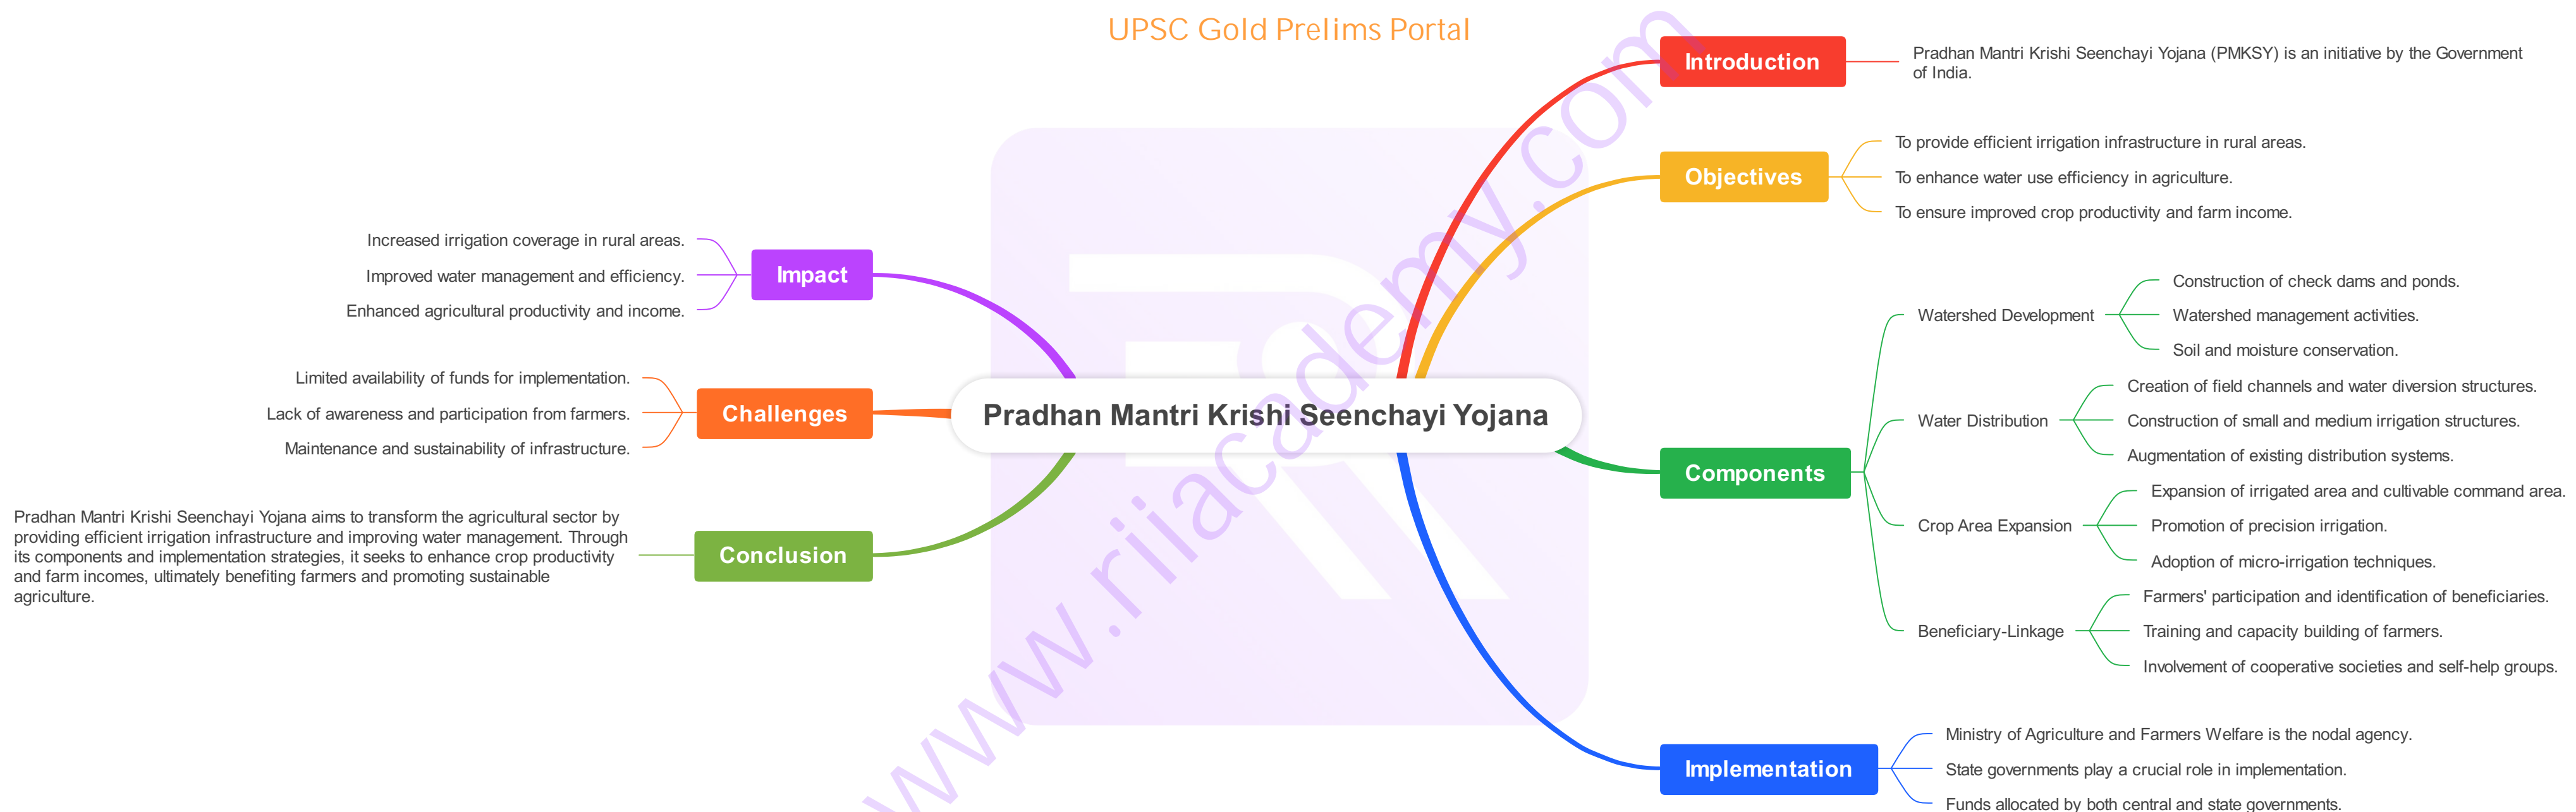 UPSC Gold Prelims Portal
Pradhan Mantri Krishi Seenchayi Yojana
Introduction
Pradhan Mantri Krishi Seenchayi Yojana (PMKSY) is an initiative by the Government
of India.
Objectives
To provide efficient irrigation infrastructure in rural areas.
To enhance water use efficiency in agriculture.
To ensure improved crop productivity and farm income.
Components
Watershed Development
Construction of check dams and ponds.
Watershed management activities.
Soil and moisture conservation.
Water Distribution
Creation of field channels and water diversion structures.
Construction of small and medium irrigation structures.
Augmentation of existing distribution systems.
Crop Area Expansion
Expansion of irrigated area and cultivable command area.
Promotion of precision irrigation.
Adoption of micro-irrigation techniques.
Beneficiary-Linkage
Farmers' participation and identification of beneficiaries.
Training and capacity building of farmers.
Involvement of cooperative societies and self-help groups.
Implementation
Ministry of Agriculture and Farmers Welfare is the nodal agency.
State governments play a crucial role in implementation.
Funds allocated by both central and state governments.
Impact
Increased irrigation coverage in rural areas.
Improved water management and efficiency.
Enhanced agricultural productivity and income.
Challenges
Limited availability of funds for implementation.
Lack of awareness and participation from farmers.
Maintenance and sustainability of infrastructure.
Conclusion
Pradhan Mantri Krishi Seenchayi Yojana aims to transform the agricultural sector by
providing efficient irrigation infrastructure and improving water management. Through
its components and implementation strategies, it seeks to enhance crop productivity
and farm incomes, ultimately benefiting farmers and promoting sustainable
agriculture.
www.riiacademy.com